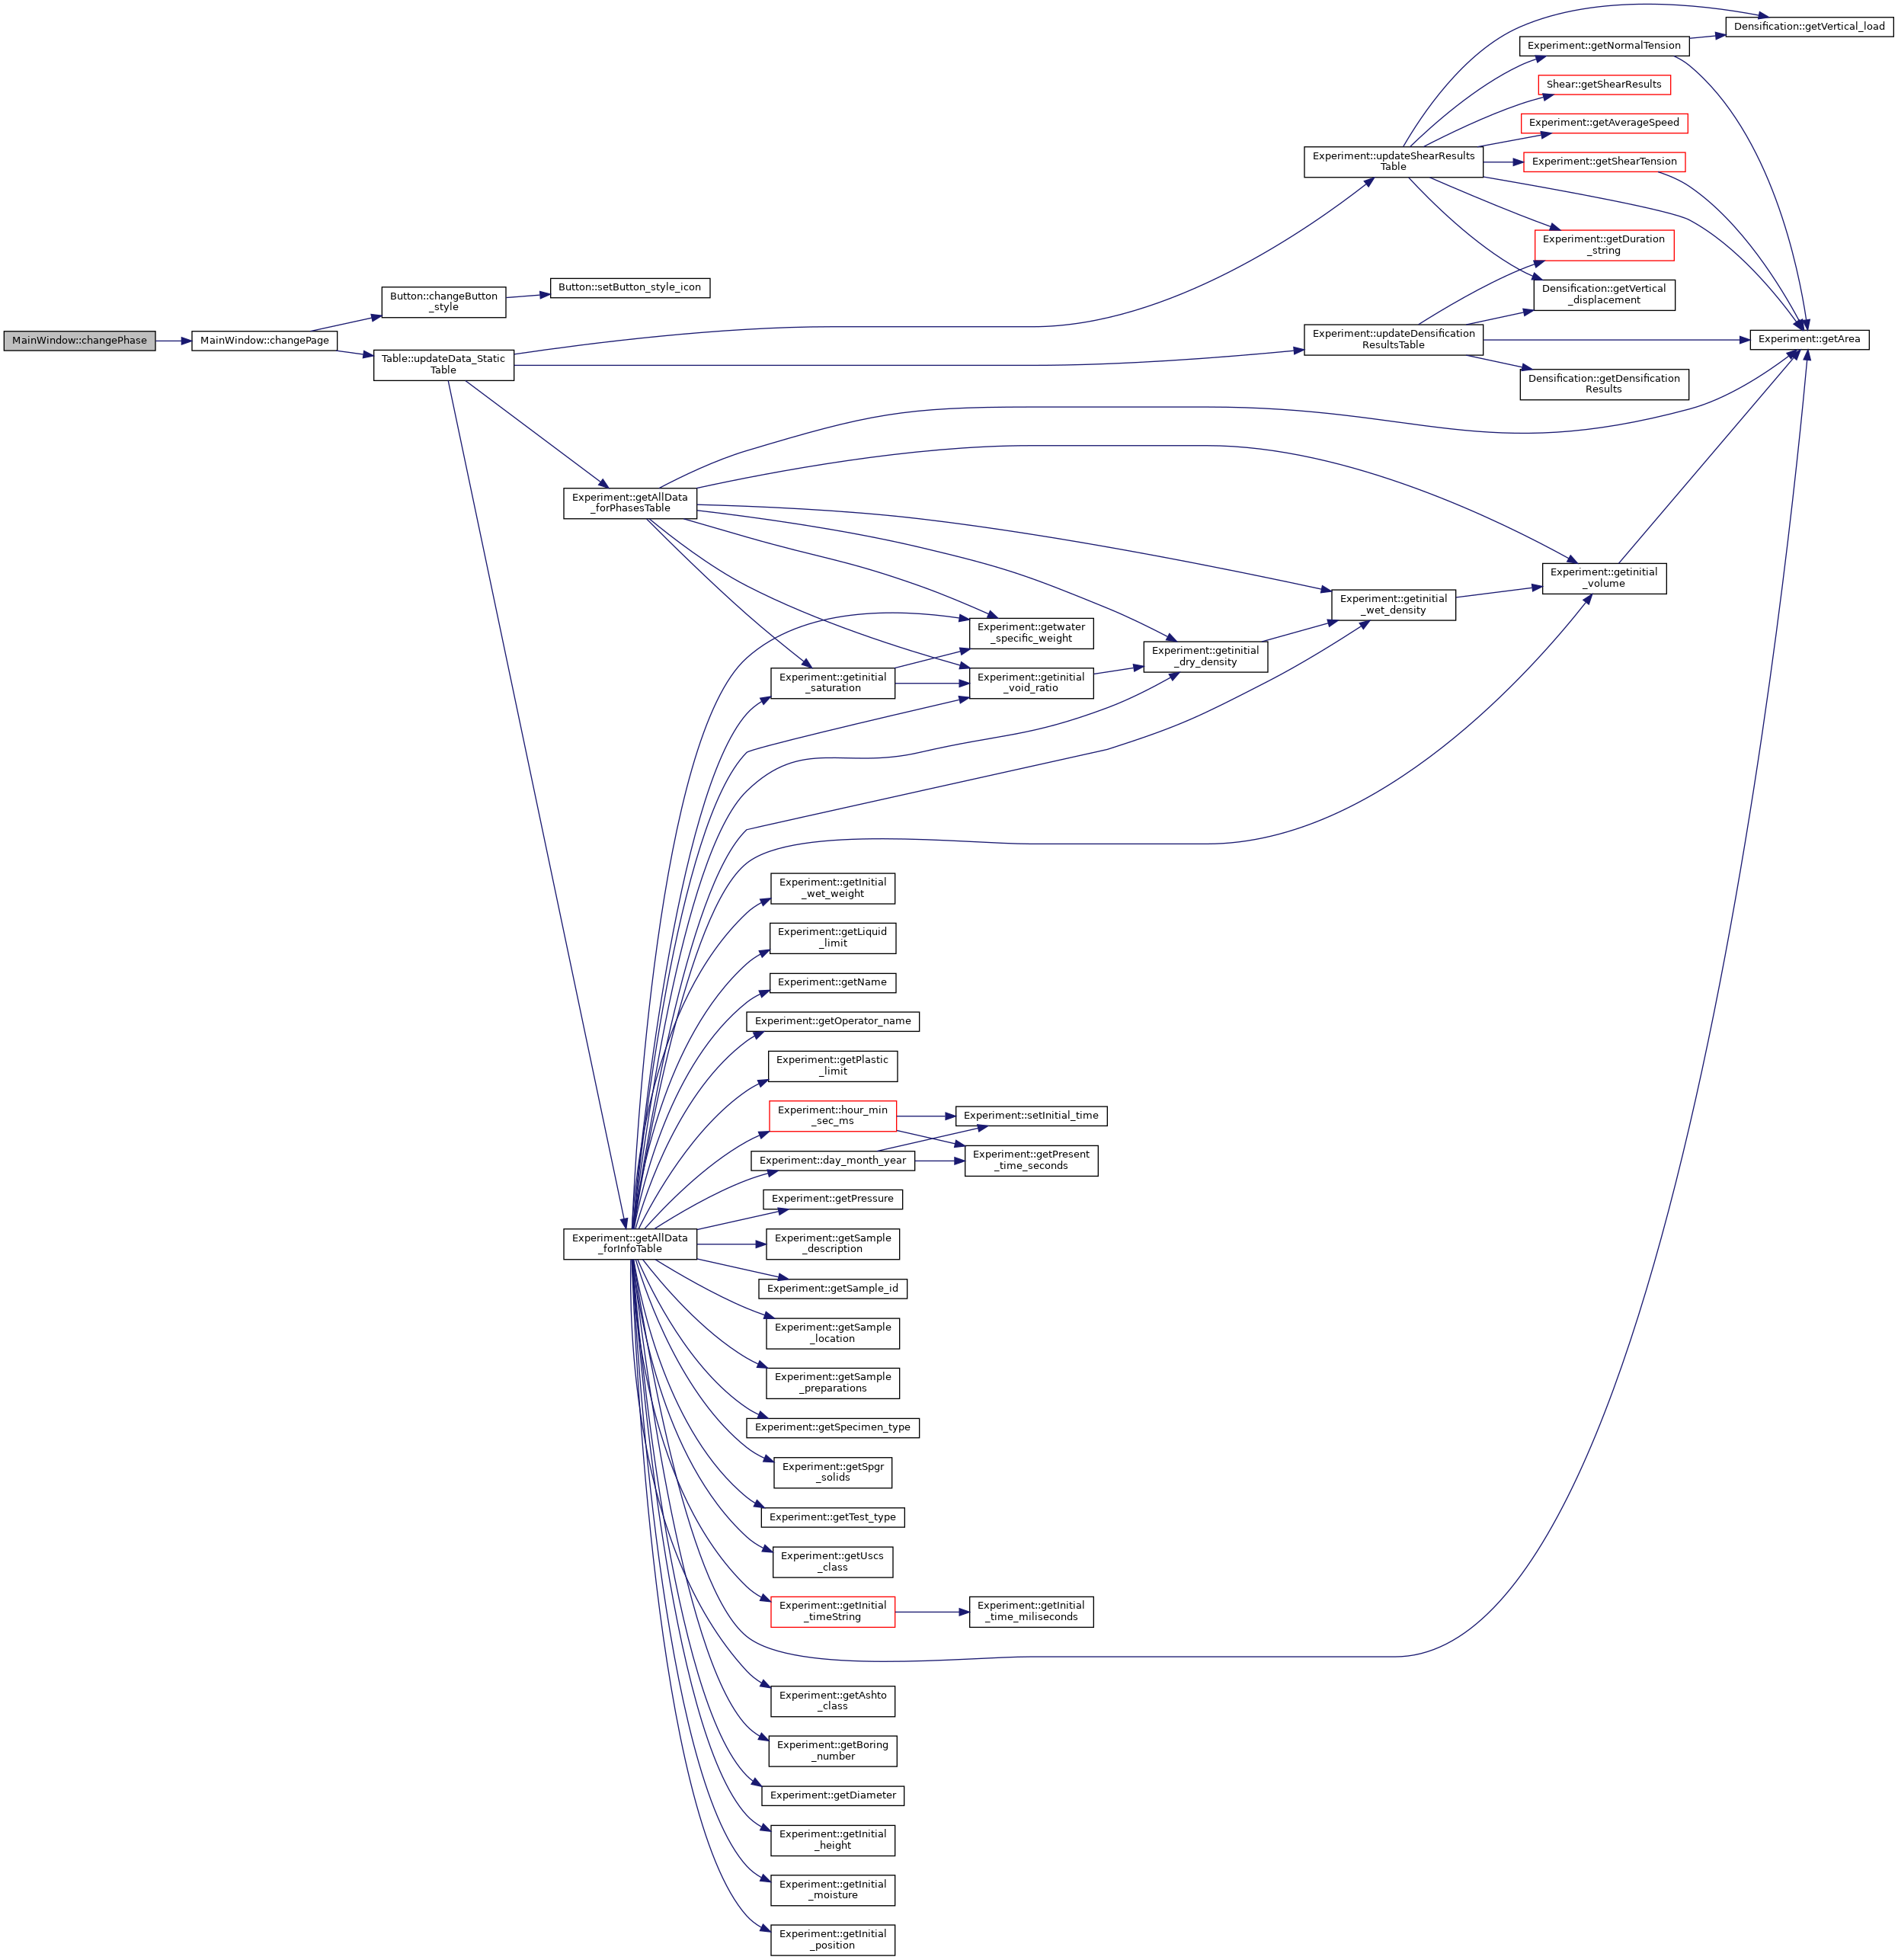 MainWindow::changePhase
MainWindow::changePage
Button::changeButton
_style
Button::setButton_style_icon
Table::updateData_Static
Table
Experiment::updateShearResults
Table
Densification::getVertical_load
Experiment::getNormalTension
Shear::getShearResults
Experiment::getAverageSpeed
Experiment::getShearTension
Experiment::getDuration
_string
Densification::getVertical
_displacement
Experiment::getArea
Experiment::updateDensification
ResultsTable
Densification::getDensification
Results
Experiment::getAllData
_forPhasesTable
Experiment::getinitial
_volume
Experiment::getinitial
_wet_density
Experiment::getwater
_specific_weight
Experiment::getinitial
_dry_density
Experiment::getinitial
_saturation
Experiment::getinitial
_void_ratio
Experiment::getInitial
_wet_weight
Experiment::getLiquid
_limit
Experiment::getName
Experiment::getOperator_name
Experiment::getPlastic
_limit
Experiment::hour_min
_sec_ms
Experiment::setInitial_time
Experiment::day_month_year
Experiment::getPresent
_time_seconds
Experiment::getPressure
Experiment::getAllData
_forInfoTable
Experiment::getSample
_description
Experiment::getSample_id
Experiment::getSample
_location
Experiment::getSample
_preparations
Experiment::getSpecimen_type
Experiment::getSpgr
_solids
Experiment::getTest_type
Experiment::getUscs
_class
Experiment::getInitial
_timeString
Experiment::getInitial
_time_miliseconds
Experiment::getAshto
_class
Experiment::getBoring
_number
Experiment::getDiameter
Experiment::getInitial
_height
Experiment::getInitial
_moisture
Experiment::getInitial
_position